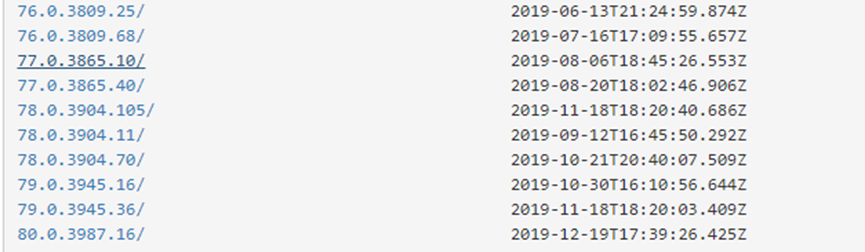 76.0.3809.25/ 2019-06-13T21:24:59.874Z
76.0.3809.68/ 2019-07-16T17:09:55.657Z
77.0.3865.10/ 2019-08-06T18:45:26.553Z
77.0.3865.40/ 2019-08-20T18:02:46.906Z
78.0.3904.105/ 2019-11-18T18:20:40.686Z
78.0.3904.11/ 2019-09-12T16:45:50.292Z
78.0.3904.70/ 2019-10-21T20:40:07.509Z
79.0.3945.16/ 2019-10-30T16:10:56.644Z
79.0.3945.36/ 2019-11-18T18:20:03.409Z
80.0.3987.16/ 2019-12-19T17:39:26.425Z